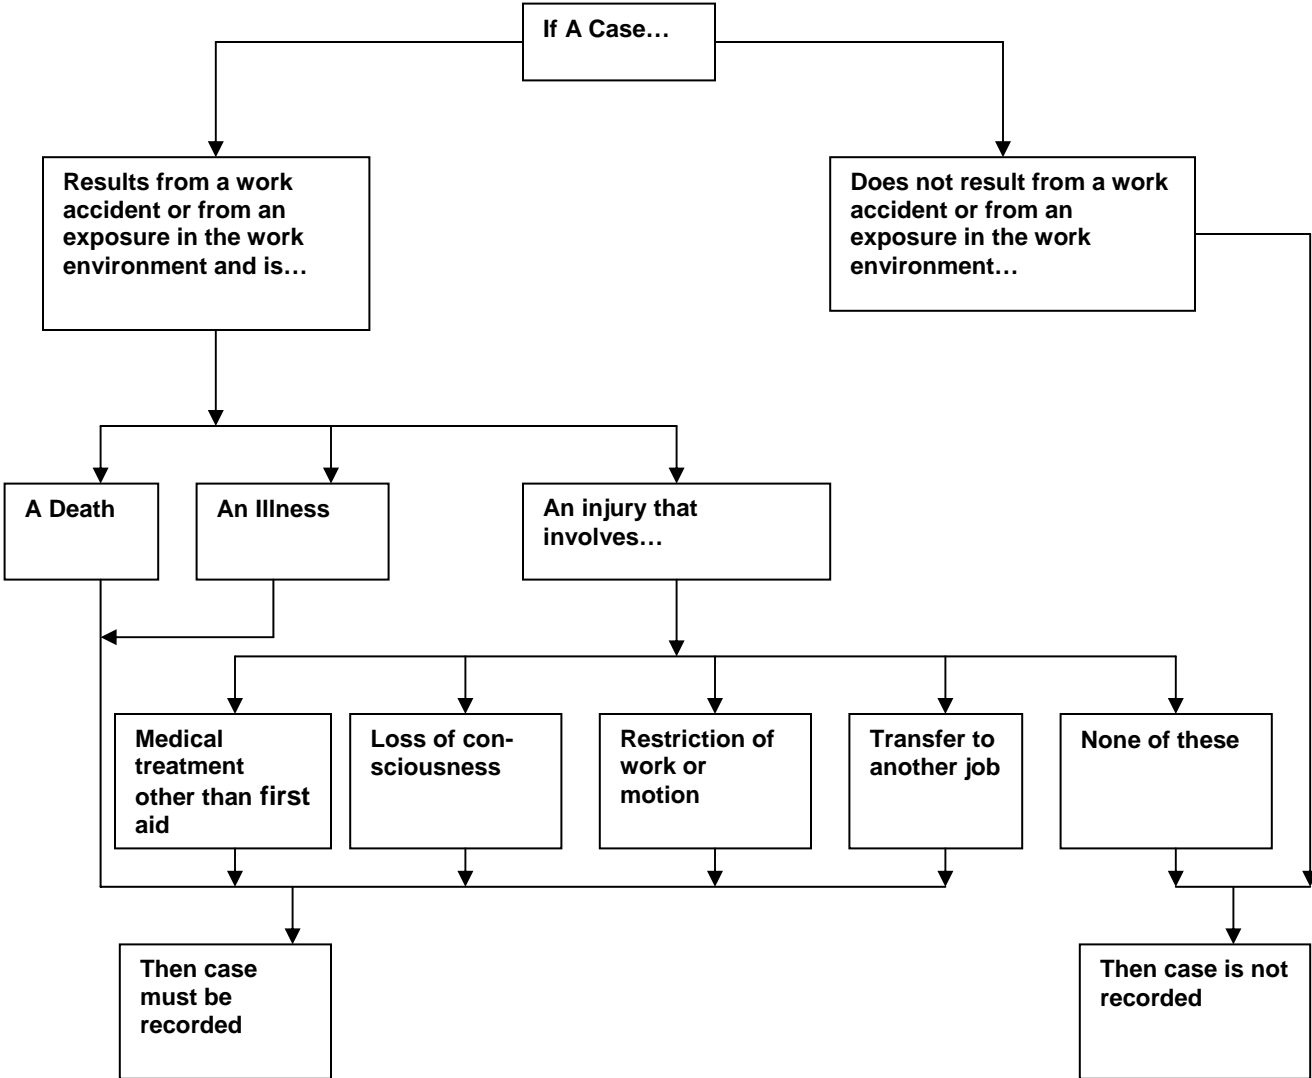 If A Case…
Results from a work
accident or from an
exposure in the work
environment and is…
Does not result from a work
accident or from an
exposure in the work
environment…
A Death
An Illness
An injury that
involves…
Medical
treatment
other than first
aid
Loss of con-
sciousness
Restriction of
work or
motion
Transfer to
another job
None of these
Then case
must be
recorded
Then case is not
recorded